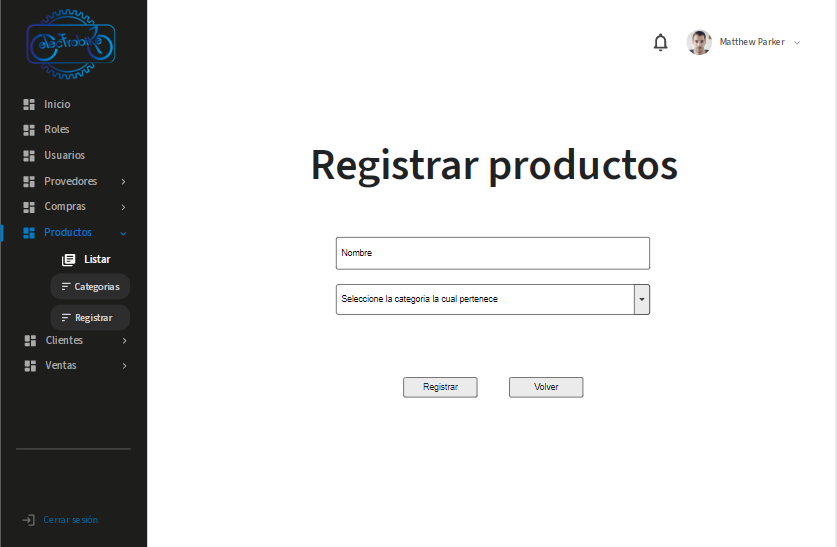 electrobike
Matthew Parker
Inicio
Roles
Usuarios
Provedores
Compras
Productos
Listar
Categorias
Registrar
Clientes
Ventas
Cerrar sesión
Registrar productos
Nombre
Seleccione la categoria la cual pertenece
Registrar
Volver